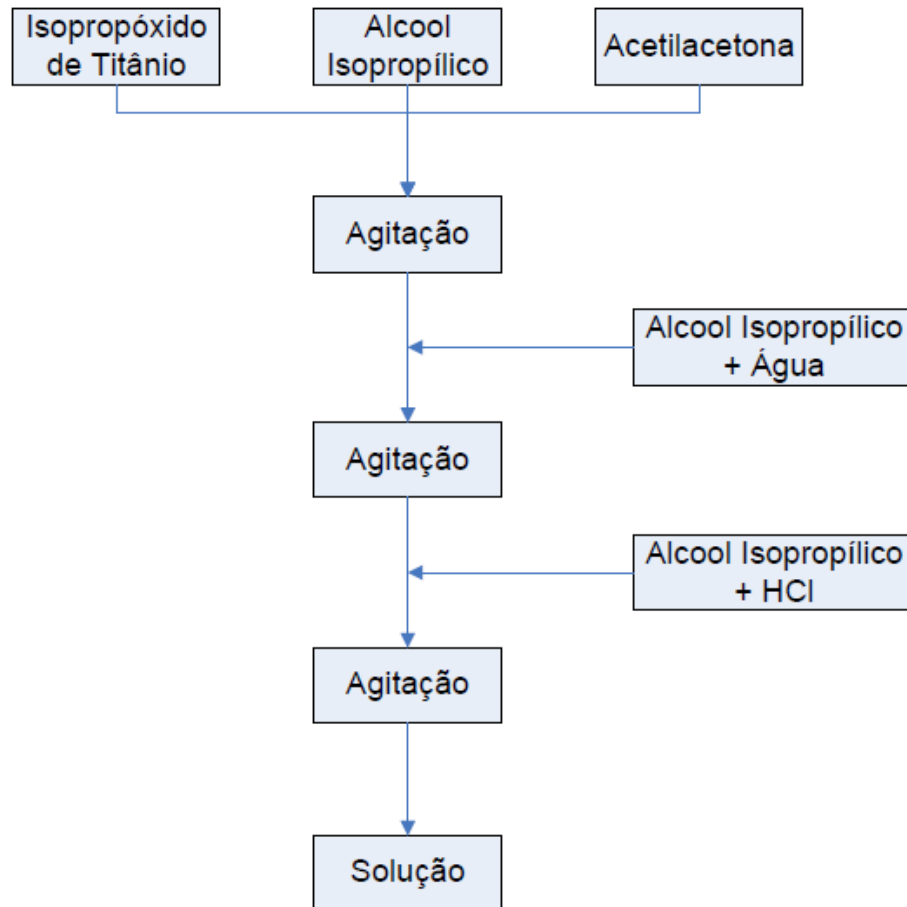 Isopropóxido
de Titânio
Alcool
Isopropílico
Acetilacetona
Agitação
Alcool Isopropílico
+ Água
Agitação
Alcool Isopropílico
+ HCl
Agitação
Solução